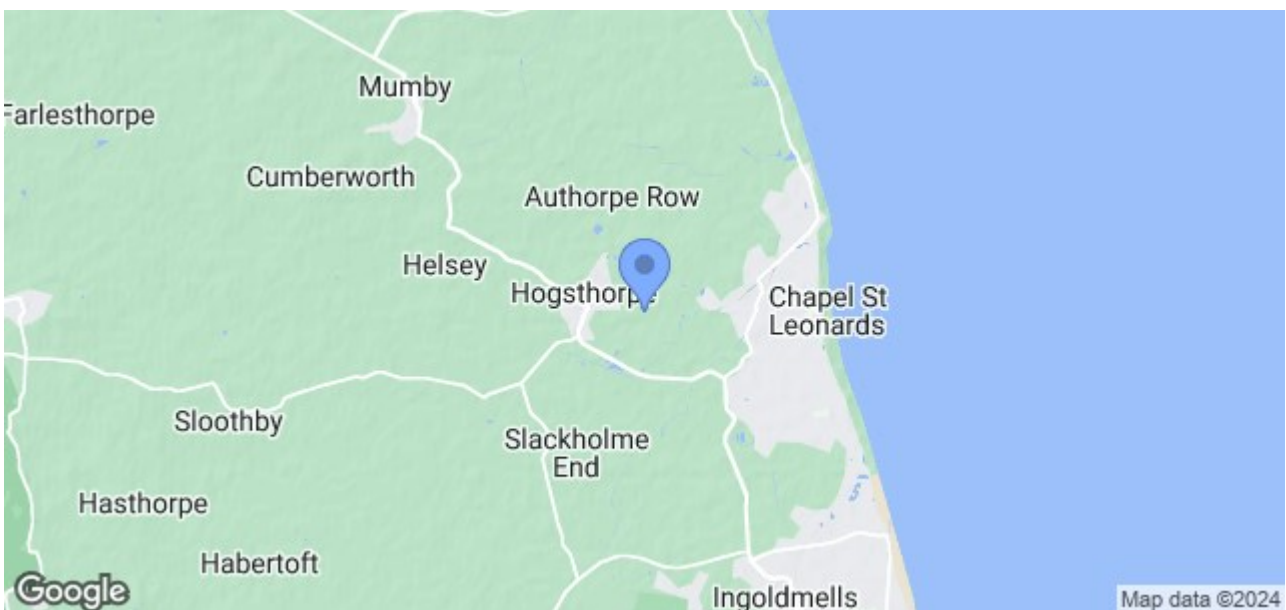 Mumby
Farlesthorpe
Cumberworth
Authorpe Row
Helsey
Hogsthorpe
Chapel St
Leonards
Sloothby
Slackholme
End
Hasthorpe
Habertoft
Ingoldmells
Google
Map data ©2024